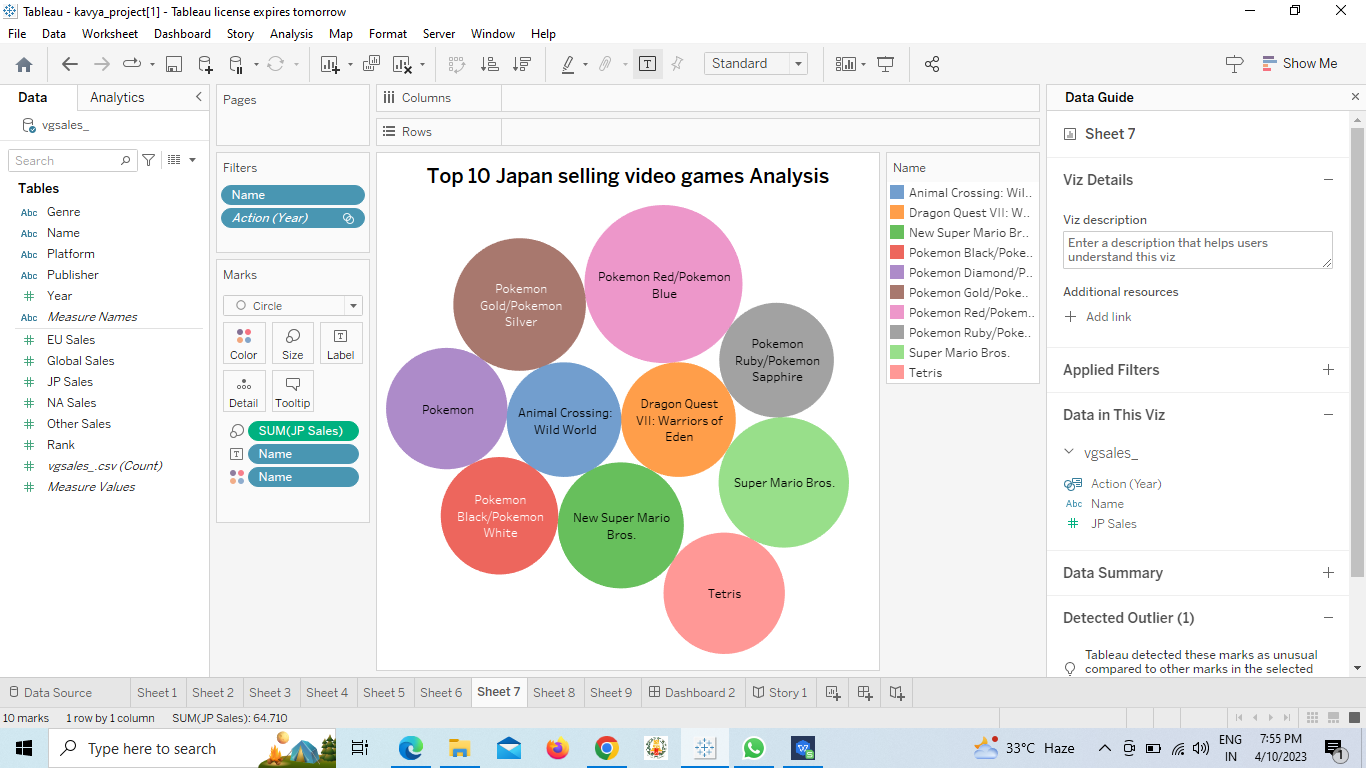 Tableau - kavya_project[1] - Tableau license expires tomorrow
File Data Worksheet Dashboard Story Analysis Map Format Server Window Help
Standard
Show Me
Data Analytics
vgsales_
Search
Tables
Abc Genre
Abc Name
Abc Platform
Abc Publisher
# Year
Abc Measure Names
# EU Sales
# Global Sales
# JP Sales
# NA Sales
# Other Sales
# Rank
# vgsales_.csv (Count)
# Measure Values
Pages
Filters
Name
Action (Year)
Marks
Circle
Color Size Label
Detail Tooltip
SUM(JP Sales)
Name
Name
Columns
Rows
Top 10 Japan selling video games Analysis
Pokemon Red/Pokemon
Blue
Pokemon
Gold/Pokemon
Silver
Pokemon
Ruby/Pokemon
Sapphire
Pokemon
Animal Crossing:
Wild World
Dragon Quest
VII: Warriors of
Eden
Super Mario Bros.
Pokemon
Black/Pokemon
White
New Super Mario
Bros.
Tetris
Name
Animal Crossing: Wil..
Dragon Quest VII: W..
New Super Mario Br..
Pokemon Black/Poke..
Pokemon Diamond/P..
Pokemon Gold/Poke..
Pokemon Red/Pokem..
Pokemon Ruby/Poke..
Super Mario Bros.
Tetris
Data Guide
Sheet 7
Viz Details
Viz description
Enter a description that helps users
understand this viz
Additional resources
Add link
Applied Filters
Data in This Viz
vgsales_
Action (Year)
Abc Name
# JP Sales
Data Summary
Detected Outlier (1)
Tableau detected these marks as unusual
compared to other marks in the selected
Data Source Sheet 1 Sheet 2 Sheet 3 Sheet 4 Sheet 5 Sheet 6 Sheet 7 Sheet 8 Sheet 9 Dashboard 2 Story 1
10 marks 1 row by 1 column SUM(JP Sales): 64.710
Type here to search
33°C Haze
ENG
IN
7:55 PM
4/10/2023
1